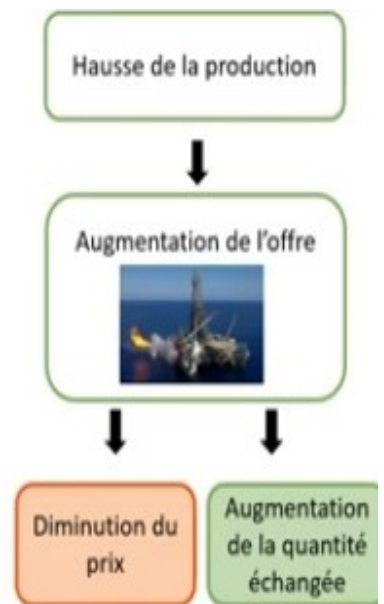 Hausse de la production
Augmentation de l'offre
Diminution du
prix
Augmentation
de la quantité
échangée